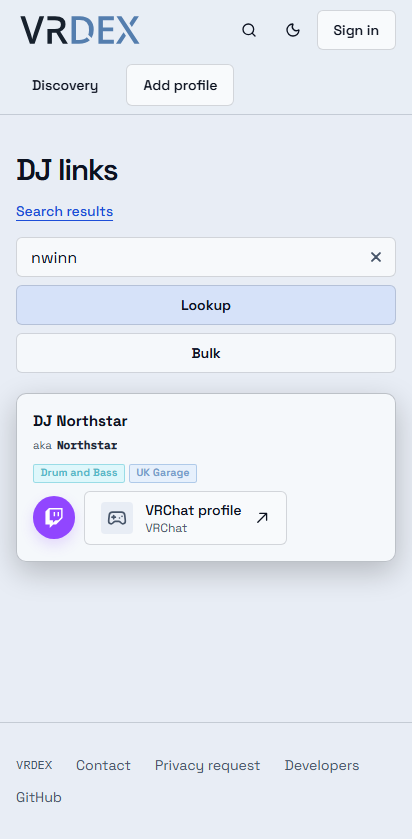 VRDEX
Sign in
Discovery
Add profile
DJ links
Search results
nwinn
Lookup
Bulk
DJ Northstar
aka Northstar
Drum and Bass UK Garage
VRChat profile
VRChat
VRDEX Contact Privacy request Developers
GitHub